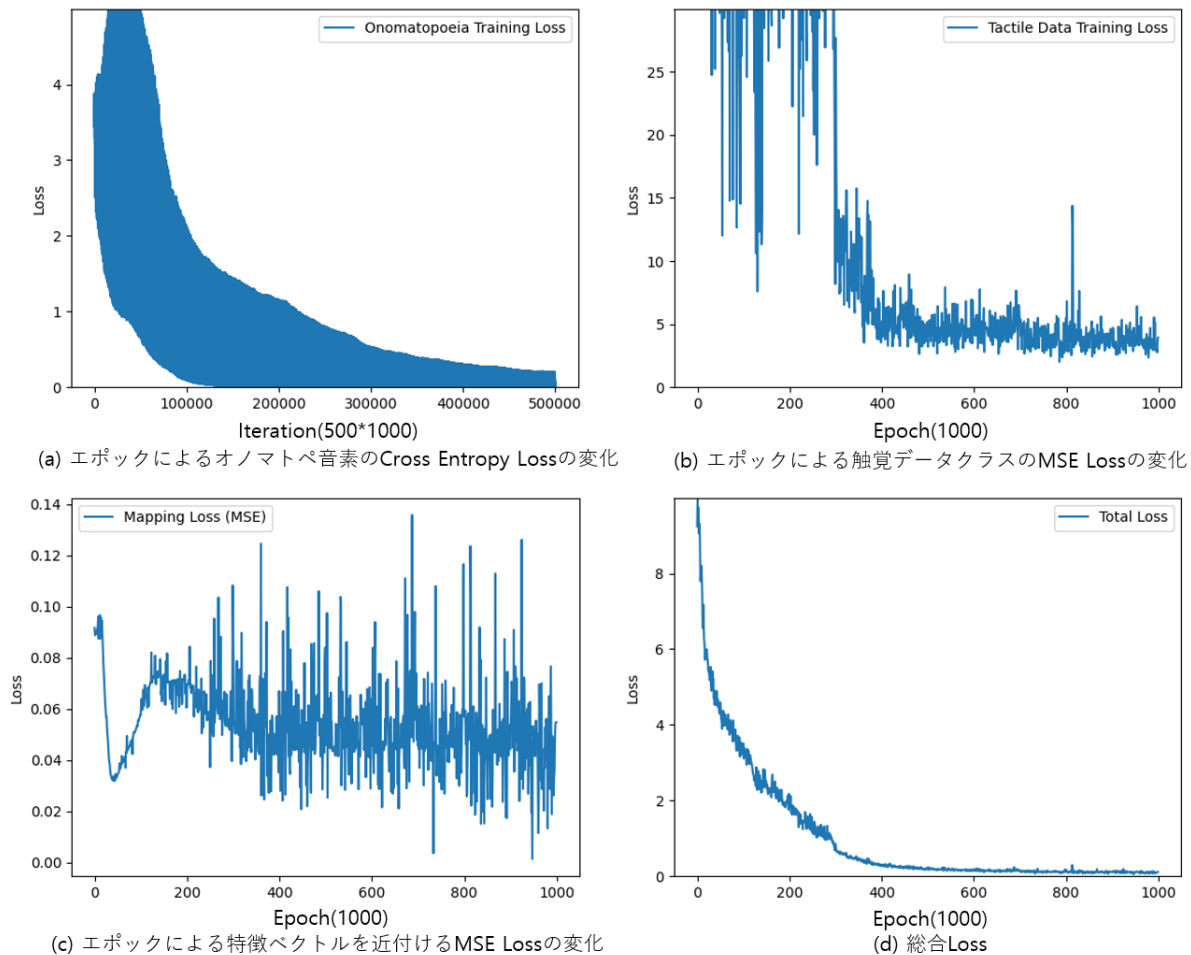 Onomatopoeia Training Loss
Loss
4
3
2
1
0
0 100000 200000 300000 400000 500000
Iteration(500*1000)
(a) エポックによるオノマトペ音素のCross Entropy Lossの変化
Tactile Data Training Loss
Loss
25
20
15
10
5
0
0 200 400 600 800 1000
Epoch(1000)
(b) エポックによる触覚データクラスのMSE Lossの変化
Mapping Loss (MSE)
Loss
0.14
0.12
0.10
0.08
0.06
0.04
0.02
0.00
0 200 400 600 800 1000
Epoch(1000)
(c) エポックによる特徴ベクトルを近付けるMSE Lossの変化
Total Loss
Loss
8
6
4
2
0
0 200 400 600 800 1000
Epoch(1000)
(d) 総合Loss